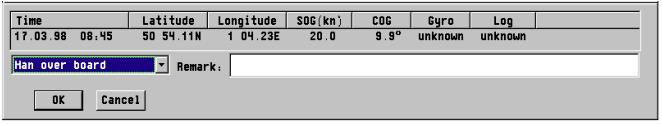 Time Latitude Longitude SOG(kn) COG Gyro Log
17.03.98 08:45 50 54.11N 1 04.23E 20.0 9.9° unknown unknown
Han over board Remark:
OK Cancel